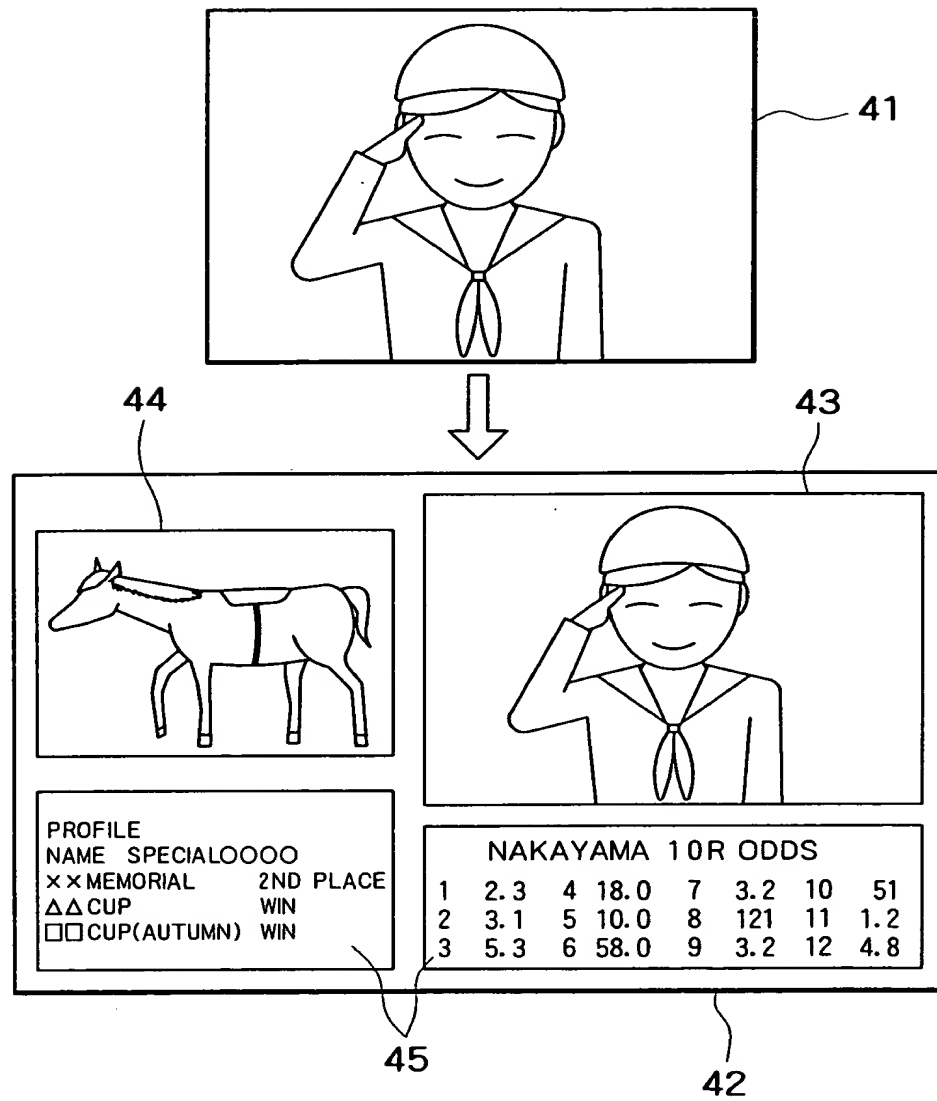 41
44
43
PROFILE
NAME SPECIALOOOO
××MEMORIAL 2ND PLACE
△△CUP WIN
□□CUP(AUTUMN) WIN
NAKAYAMA 10R ODDS
1 2.3 4 18.0 7 3.2 10 51
2 3.1 5 10.0 8 121 11 1.2
3 5.3 6 58.0 9 3.2 12 4.8
45
42